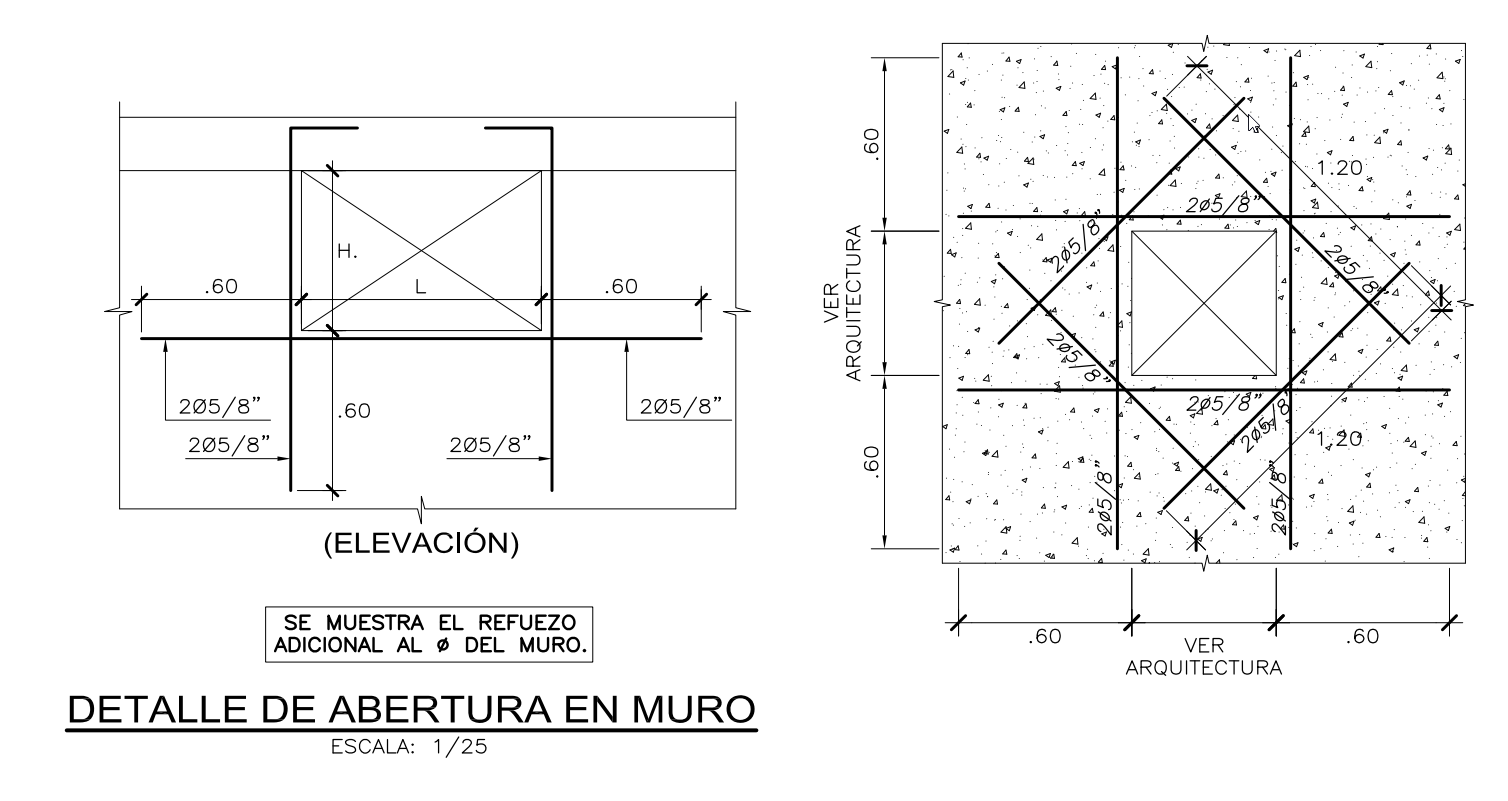 .60
L
.60
H.
.60
2Ø5/8"
2Ø5/8"
2Ø5/8"
2Ø5/8"
(ELEVACIÓN)
SE MUESTRA EL REFUEZO
ADICIONAL AL Ø DEL MURO.
DETALLE DE ABERTURA EN MURO
ESCALA: 1/25
.60
VER
ARQUITECTURA
.60
1.20
2ø5/8"
2ø5/8"
2ø5/8"
2ø5/8"
2ø5/8"
2ø5/8"
1.20
2ø5/8"
2ø5/8"
.60
VER
ARQUITECTURA
.60